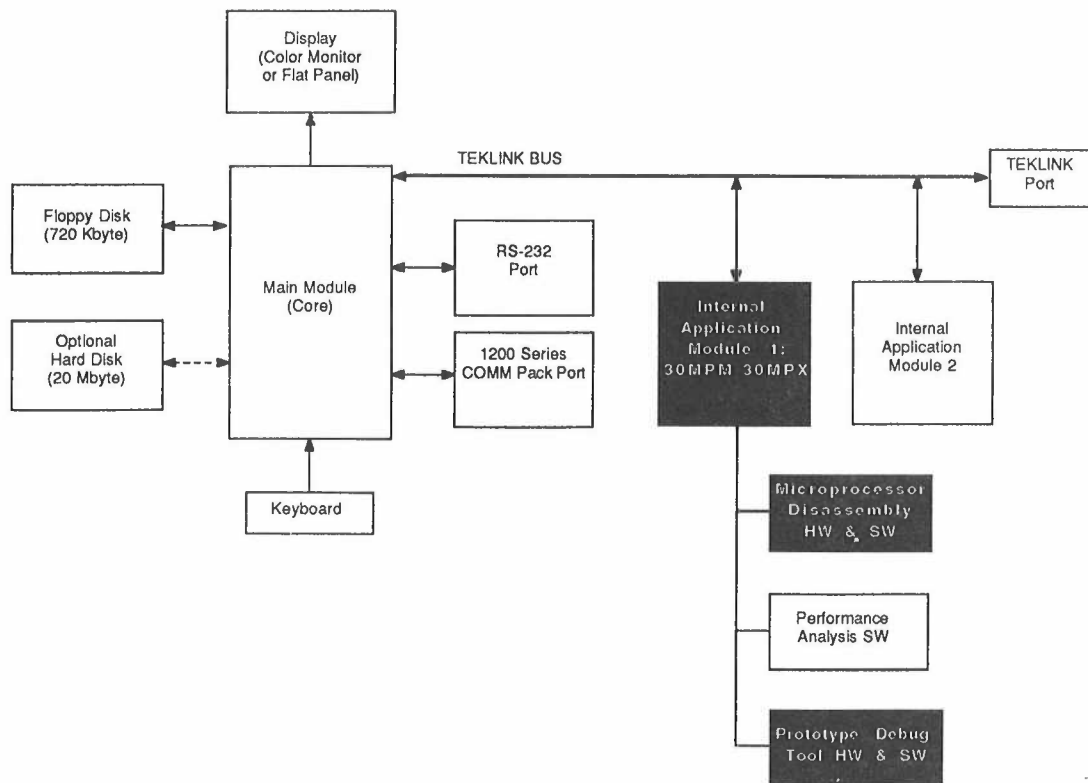 Display
(Color Monitor
or Flat Panel)
TEKLINK BUS
TEKLINK
Port
Floppy Disk
(720 Kbyte)
RS-232
Port
Main Module
(Core)
Internal
Application
Module 1:
30MPM 30MPX
Internal
Application
Module 2
Optional
Hard Disk
(20 Mbyte)
1200 Series
COMM Pack Port
Keyboard
Microprocessor
Disassembly
HW & SW
Performance
Analysis SW
Prototype Debug
Tool HW & SW